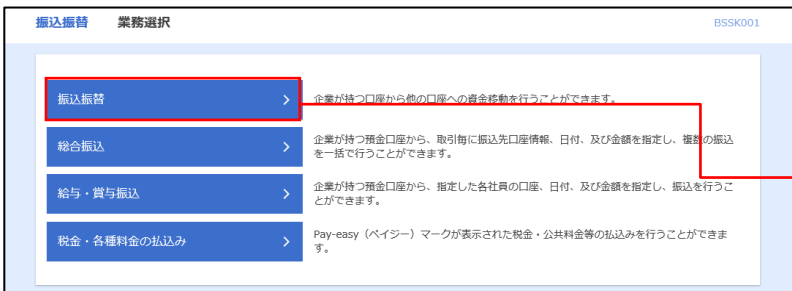 振込振替 業務選択 BSSK001
振込振替 企業が持つ口座から他の口座への資金移動を行うことができます。
総合振込 企業が持つ預金口座から、取引毎に振込先口座情報、日付、及び金額を指定し、複数の振込
を一括で行うことができます。
給与・賞与振込 企業が持つ預金口座から、指定した各社員の口座、日付、及び金額を指定し、振込を行うこ
とができます。
税金・各種料金の払込み Pay-easy（ペイジー）マークが表示された税金・公共料金等の払込みを行うことができま
す。